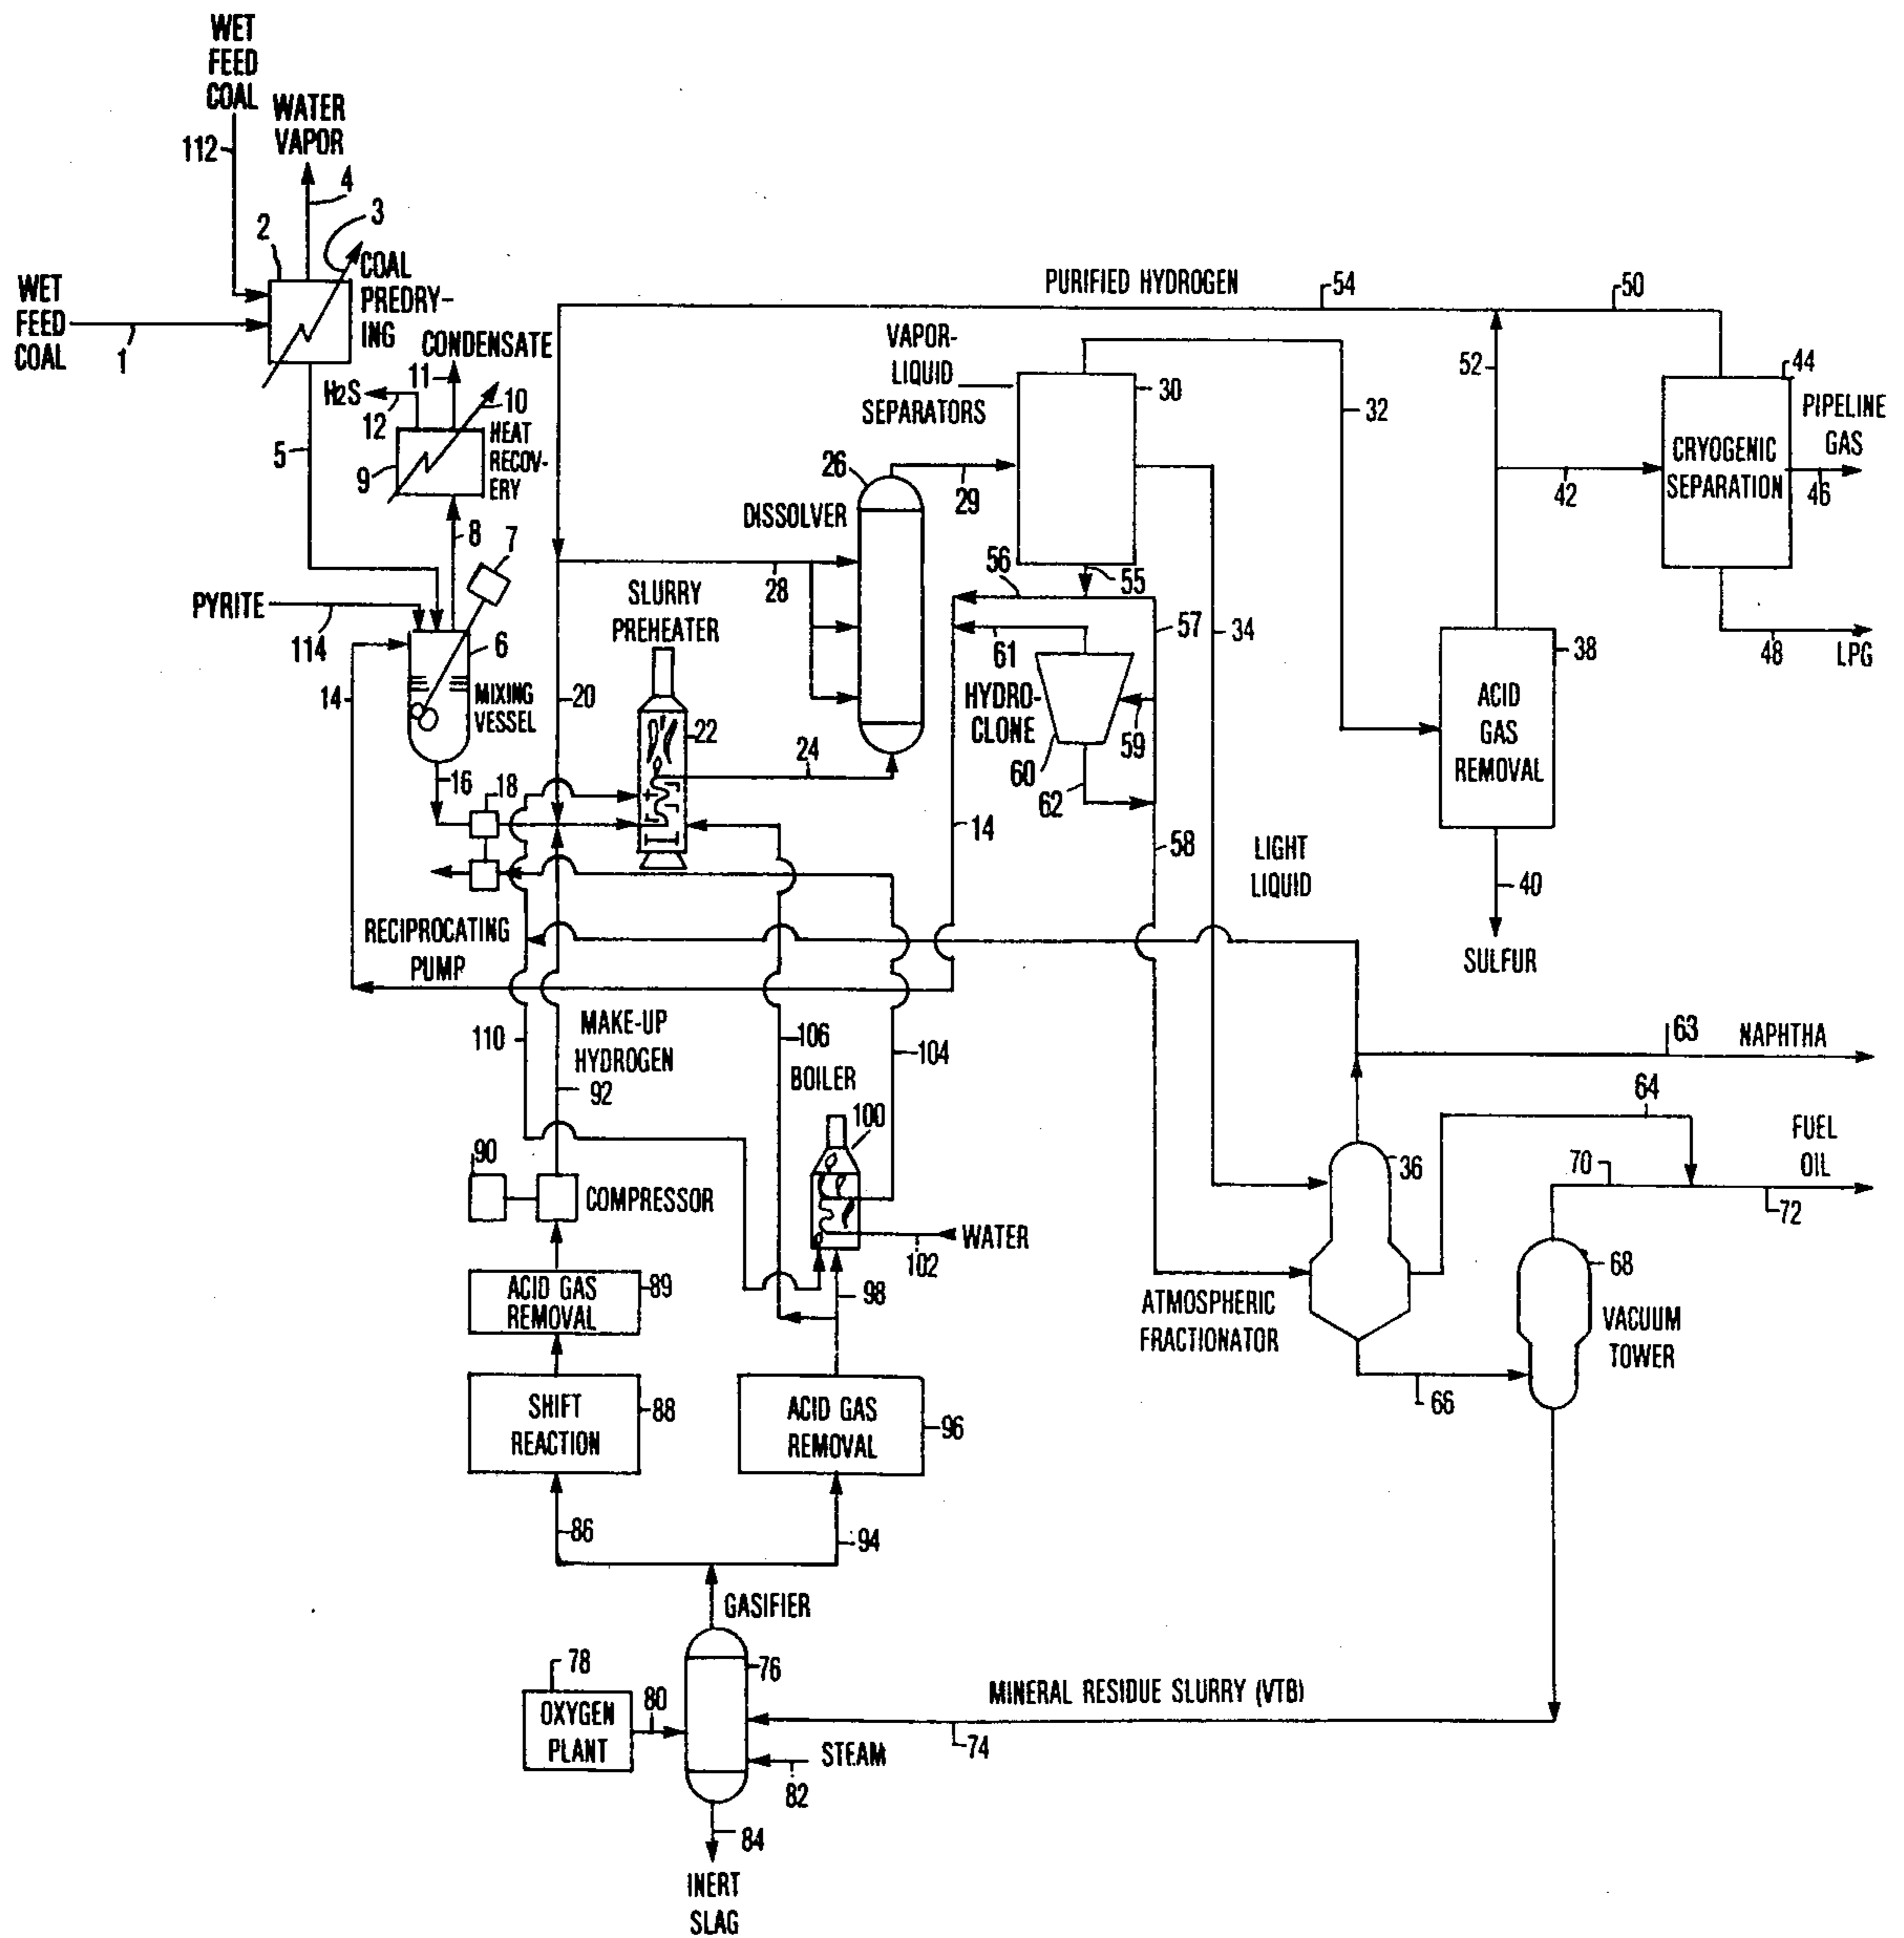 WET
FEED
COAL
112
WATER
VAPOR
4
3
2
COAL
PREDRY-
ING
WET
FEED
COAL
1
5
CONDENSATE
11
H2S
12
10
HEAT
RECOV-
ERY
9
8
7
PYRITE
114
6
MIXING
VESSEL
14
16
18
RECIPROCATING
PUMP
PURIFIED HYDROGEN
54
50
VAPOR-
LIQUID
SEPARATORS
30
32
52
44
PIPELINE
GAS
CRYOGENIC
SEPARATION
42
46
48
LPG
26
29
DISSOLVER
28
56
55
SLURRY
PREHEATER
57
34
61
HYDRO-
CLONE
59
60
62
20
22
24
14
58
LIGHT
LIQUID
38
ACID
GAS
REMOVAL
40
SULFUR
110
MAKE-UP
HYDROGEN
92
106
104
BOILER
100
63
NAPHTHA
64
FUEL
OIL
70
72
36
90
COMPRESSOR
WATER
102
98
ACID GAS
REMOVAL
89
ATMOSPHERIC
FRACTIONATOR
68
VACUUM
TOWER
66
SHIFT
REACTION
88
ACID GAS
REMOVAL
96
86
94
GASIFIER
76
78
OXYGEN
PLANT
80
MINERAL RESIDUE SLURRY (VTB)
74
STEAM
82
84
INERT
SLAG